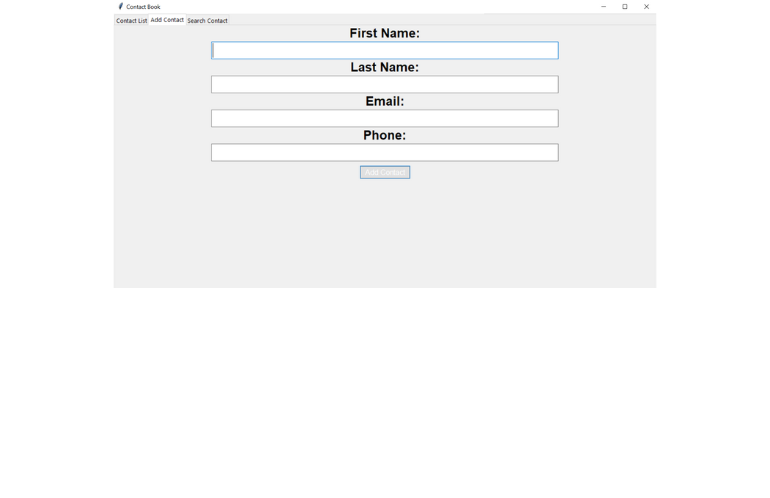 Contact Book
Contact List Add Contact Search Contact
First Name:
Last Name:
Email:
Phone:
Add Contact